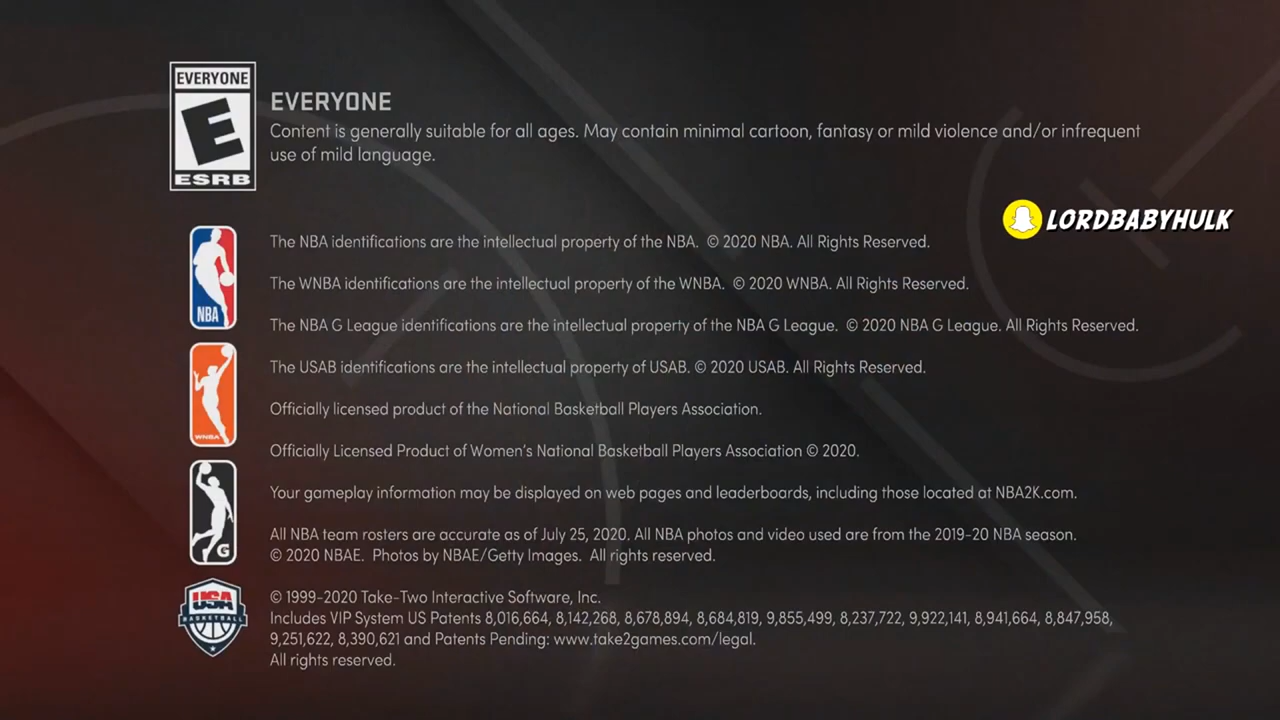 EVERYONE
E
ESRB
EVERYONE
Content is generally suitable for all ages. May contain minimal cartoon, fantasy or mild violence and/or infrequent
use of mild language.
LORDBABYHULK
NBA
The NBA identifications are the intellectual property of the NBA. © 2020 NBA. All Rights Reserved.
The WNBA identifications are the intellectual property of the WNBA. © 2020 WNBA. All Rights Reserved.
The NBA G League identifications are the intellectual property of the NBA G League. © 2020 NBA G League. All Rights Reserved.
WNBA
The USAB identifications are the intellectual property of USAB. © 2020 USAB. All Rights Reserved.
Officially licensed product of the National Basketball Players Association.
Officially Licensed Product of Women's National Basketball Players Association © 2020.
G
Your gameplay information may be displayed on web pages and leaderboards, including those located at NBA2K.com.
All NBA team rosters are accurate as of July 25, 2020. All NBA photos and video used are from the 2019-20 NBA season.
© 2020 NBAE. Photos by NBAE/Getty Images. All rights reserved.
USA
BASKETBALL
© 1999-2020 Take-Two Interactive Software, Inc.
Includes VIP System US Patents 8,016,664, 8,142,268, 8,678,894, 8,684,819, 9,855,499, 8,237,722, 9,922,141, 8,941,664, 8,847,958,
9,251,622, 8,390,621 and Patents Pending: www.take2games.com/legal.
All rights reserved.